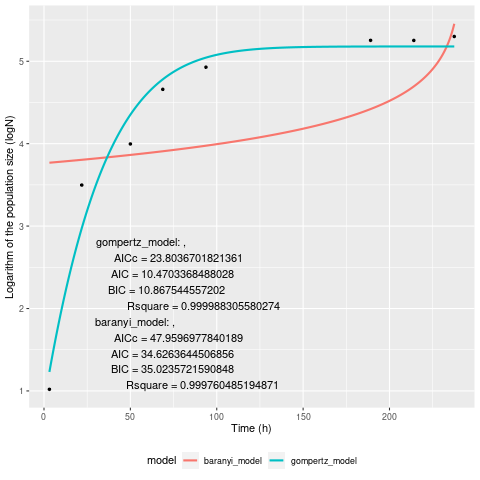 5
4
3
2
1
Logarithm of the population size (logN)
gompertz_model: ,
AICc = 23.8036701821361
AIC = 10.4703368488028
BIC = 10.867544557202
Rsquare = 0.999988305580274
baranyi_model: ,
AICc = 47.9596977840189
AIC = 34.6263644506856
BIC = 35.0235721590848
Rsquare = 0.999760485194871
0 50 100 150 200
Time (h)
model baranyi_model gompertz_model